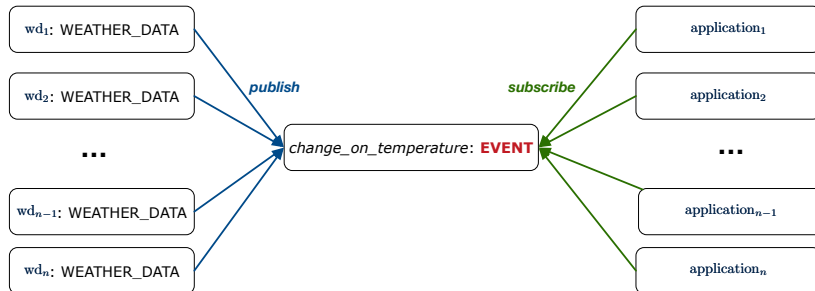 wd₁: WEATHER_DATA
application₁
wd₂: WEATHER_DATA
publish
subscribe
application₂
...
change_on_temperature: EVENT
...
wdₙ₋₁: WEATHER_DATA
applicationₙ₋₁
wdₙ: WEATHER_DATA
applicationₙ